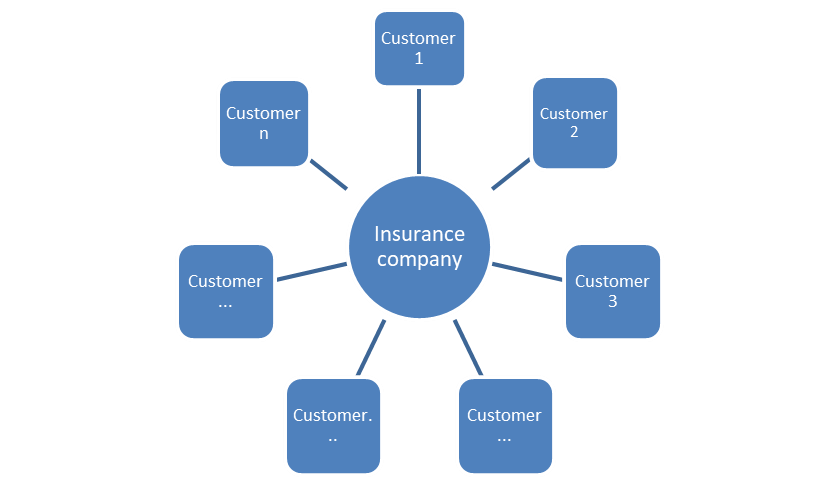 Customer
1
Customer
2
Customer
n
Insurance
company
Customer
...
Customer
3
Customer.
..
Customer
...